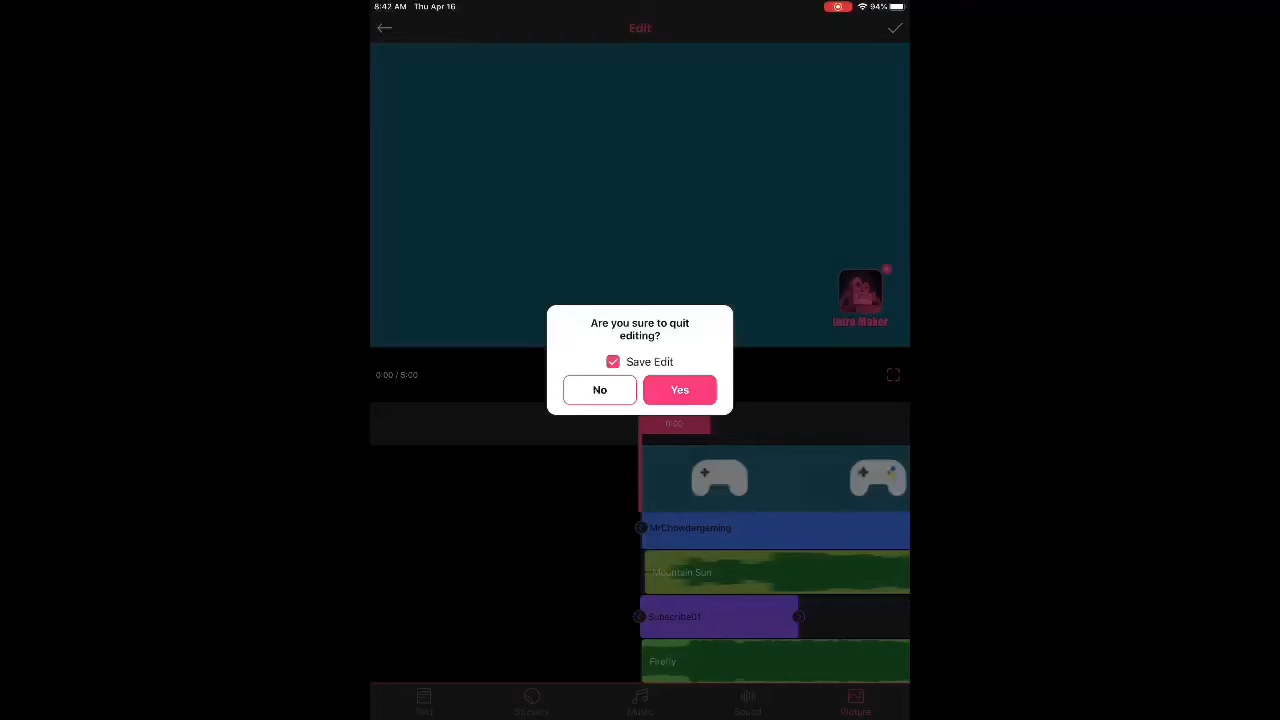 8:42 AM Thu Apr 16
94%
Edit
Intro Maker
Are you sure to quit
editing?
Save Edit
No
Yes
0:00 / 5:00
0:00
MrChowdergaming
Mountain Sun
Subscribe01
Firefly
Text
Stickers
Music
Sound
Picture